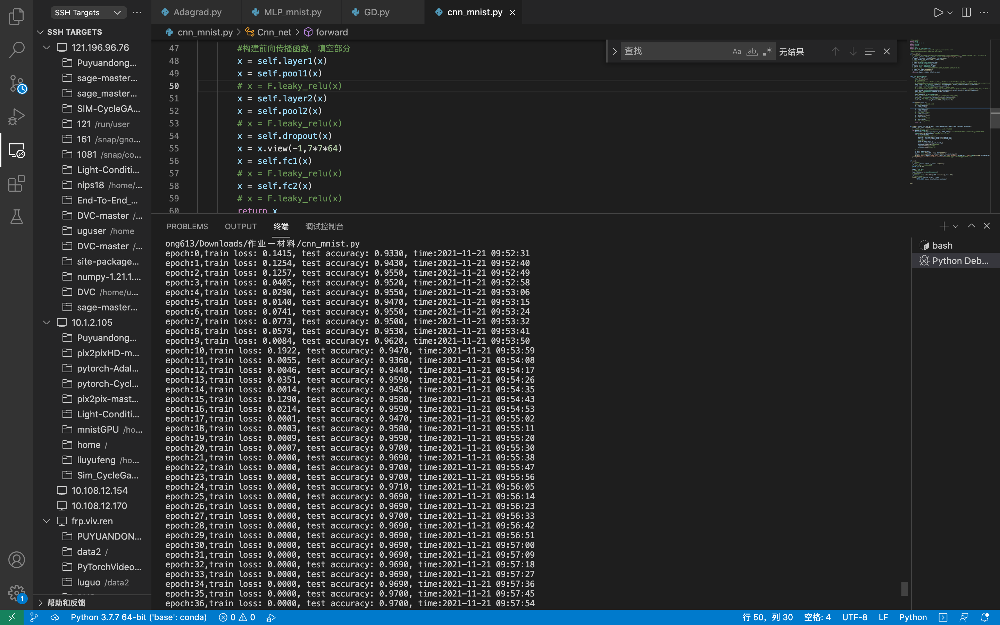 SSH Targets
Adagrad.py
MLP_mnist.py
GD.py
cnn_mnist.py
SSH TARGETS
121.196.96.76
Puyuandong...
sage-master...
sage_master...
SIM-CycleGA...
121 /run/user
161 /snap/gno...
1081 /snap/co...
Light-Conditi...
nips18 /home/...
End-To-End_...
DVC-master /...
uguser /home
DVC-master /...
site-package...
numpy-1.21.1....
DVC /home/u...
sage-master...
10.1.2.105
Puyuandong...
pix2pixHD-m...
pytorch-Adal...
pytorch-Cycl...
pix2pix-mast...
Light-Conditi...
mnistGPU /ho...
home /
liuyufeng /ho...
Sim_CycleGa...
10.108.12.154
10.108.12.170
frp.viv.ren
PUYUANDON...
data2 /
PyTorchVideo...
luguo /data2
帮助和反馈
cnn_mnist.py > Cnn_net > forward
查找
Aa
ab
无结果
47 #构建前向传播函数，填空部分
48 x = self.layer1(x)
49 x = self.pool1(x)
50 # x = F.leaky_relu(x)
51 x = self.layer2(x)
52 x = self.pool2(x)
53 # x = F.leaky_relu(x)
54 x = self.dropout(x)
55 x = x.view(-1,7*7*64)
56 x = self.fc1(x)
57 # x = F.leaky_relu(x)
58 x = self.fc2(x)
59 # x = F.leaky_relu(x)
60 return x
PROBLEMS OUTPUT 终端 调试控制台
bash
Python Deb...
ong613/Downloads/作业一材料/cnn_mnist.py
epoch:0,train loss: 0.1415, test accuracy: 0.9330, time:2021-11-21 09:52:31
epoch:1,train loss: 0.1254, test accuracy: 0.9430, time:2021-11-21 09:52:40
epoch:2,train loss: 0.1257, test accuracy: 0.9550, time:2021-11-21 09:52:49
epoch:3,train loss: 0.0405, test accuracy: 0.9520, time:2021-11-21 09:52:58
epoch:4,train loss: 0.0290, test accuracy: 0.9550, time:2021-11-21 09:53:06
epoch:5,train loss: 0.0140, test accuracy: 0.9470, time:2021-11-21 09:53:15
epoch:6,train loss: 0.0741, test accuracy: 0.9550, time:2021-11-21 09:53:24
epoch:7,train loss: 0.0773, test accuracy: 0.9500, time:2021-11-21 09:53:32
epoch:8,train loss: 0.0579, test accuracy: 0.9530, time:2021-11-21 09:53:41
epoch:9,train loss: 0.0084, test accuracy: 0.9620, time:2021-11-21 09:53:50
epoch:10,train loss: 0.1922, test accuracy: 0.9470, time:2021-11-21 09:53:59
epoch:11,train loss: 0.0055, test accuracy: 0.9360, time:2021-11-21 09:54:08
epoch:12,train loss: 0.0046, test accuracy: 0.9440, time:2021-11-21 09:54:17
epoch:13,train loss: 0.0351, test accuracy: 0.9590, time:2021-11-21 09:54:26
epoch:14,train loss: 0.0014, test accuracy: 0.9450, time:2021-11-21 09:54:35
epoch:15,train loss: 0.1290, test accuracy: 0.9580, time:2021-11-21 09:54:43
epoch:16,train loss: 0.0214, test accuracy: 0.9590, time:2021-11-21 09:54:53
epoch:17,train loss: 0.0001, test accuracy: 0.9470, time:2021-11-21 09:55:02
epoch:18,train loss: 0.0003, test accuracy: 0.9580, time:2021-11-21 09:55:11
epoch:19,train loss: 0.0009, test accuracy: 0.9590, time:2021-11-21 09:55:20
epoch:20,train loss: 0.0007, test accuracy: 0.9700, time:2021-11-21 09:55:30
epoch:21,train loss: 0.0000, test accuracy: 0.9690, time:2021-11-21 09:55:38
epoch:22,train loss: 0.0000, test accuracy: 0.9700, time:2021-11-21 09:55:47
epoch:23,train loss: 0.0000, test accuracy: 0.9700, time:2021-11-21 09:55:56
epoch:24,train loss: 0.0000, test accuracy: 0.9710, time:2021-11-21 09:56:05
epoch:25,train loss: 0.0000, test accuracy: 0.9690, time:2021-11-21 09:56:14
epoch:26,train loss: 0.0000, test accuracy: 0.9690, time:2021-11-21 09:56:23
epoch:27,train loss: 0.0000, test accuracy: 0.9700, time:2021-11-21 09:56:33
epoch:28,train loss: 0.0000, test accuracy: 0.9690, time:2021-11-21 09:56:42
epoch:29,train loss: 0.0000, test accuracy: 0.9690, time:2021-11-21 09:56:51
epoch:30,train loss: 0.0000, test accuracy: 0.9690, time:2021-11-21 09:57:00
epoch:31,train loss: 0.0000, test accuracy: 0.9690, time:2021-11-21 09:57:09
epoch:32,train loss: 0.0000, test accuracy: 0.9690, time:2021-11-21 09:57:18
epoch:33,train loss: 0.0000, test accuracy: 0.9690, time:2021-11-21 09:57:27
epoch:34,train loss: 0.0000, test accuracy: 0.9690, time:2021-11-21 09:57:36
epoch:35,train loss: 0.0000, test accuracy: 0.9700, time:2021-11-21 09:57:45
epoch:36,train loss: 0.0000, test accuracy: 0.9700, time:2021-11-21 09:57:54
1
Python 3.7.7 64-bit ('base': conda) 0 0 行 50，列 30 空格: 4 UTF-8 LF Python